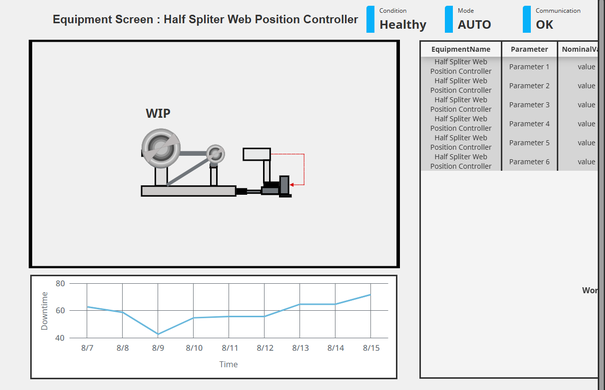 Equipment Screen : Half Spliter Web Position Controller
Condition
Healthy
Mode
AUTO
Communication
OK
WIP
EquipmentName Parameter NominalVa
Half Spliter Web
Position Controller Parameter 1 value
Half Spliter Web
Position Controller Parameter 2 value
Half Spliter Web
Position Controller Parameter 3 value
Half Spliter Web
Position Controller Parameter 4 value
Half Spliter Web
Position Controller Parameter 5 value
Half Spliter Web
Position Controller Parameter 6 value
Wor
Downtime
80
60
40
8/7 8/8 8/9 8/10 8/11 8/12 8/13 8/14 8/15
Time